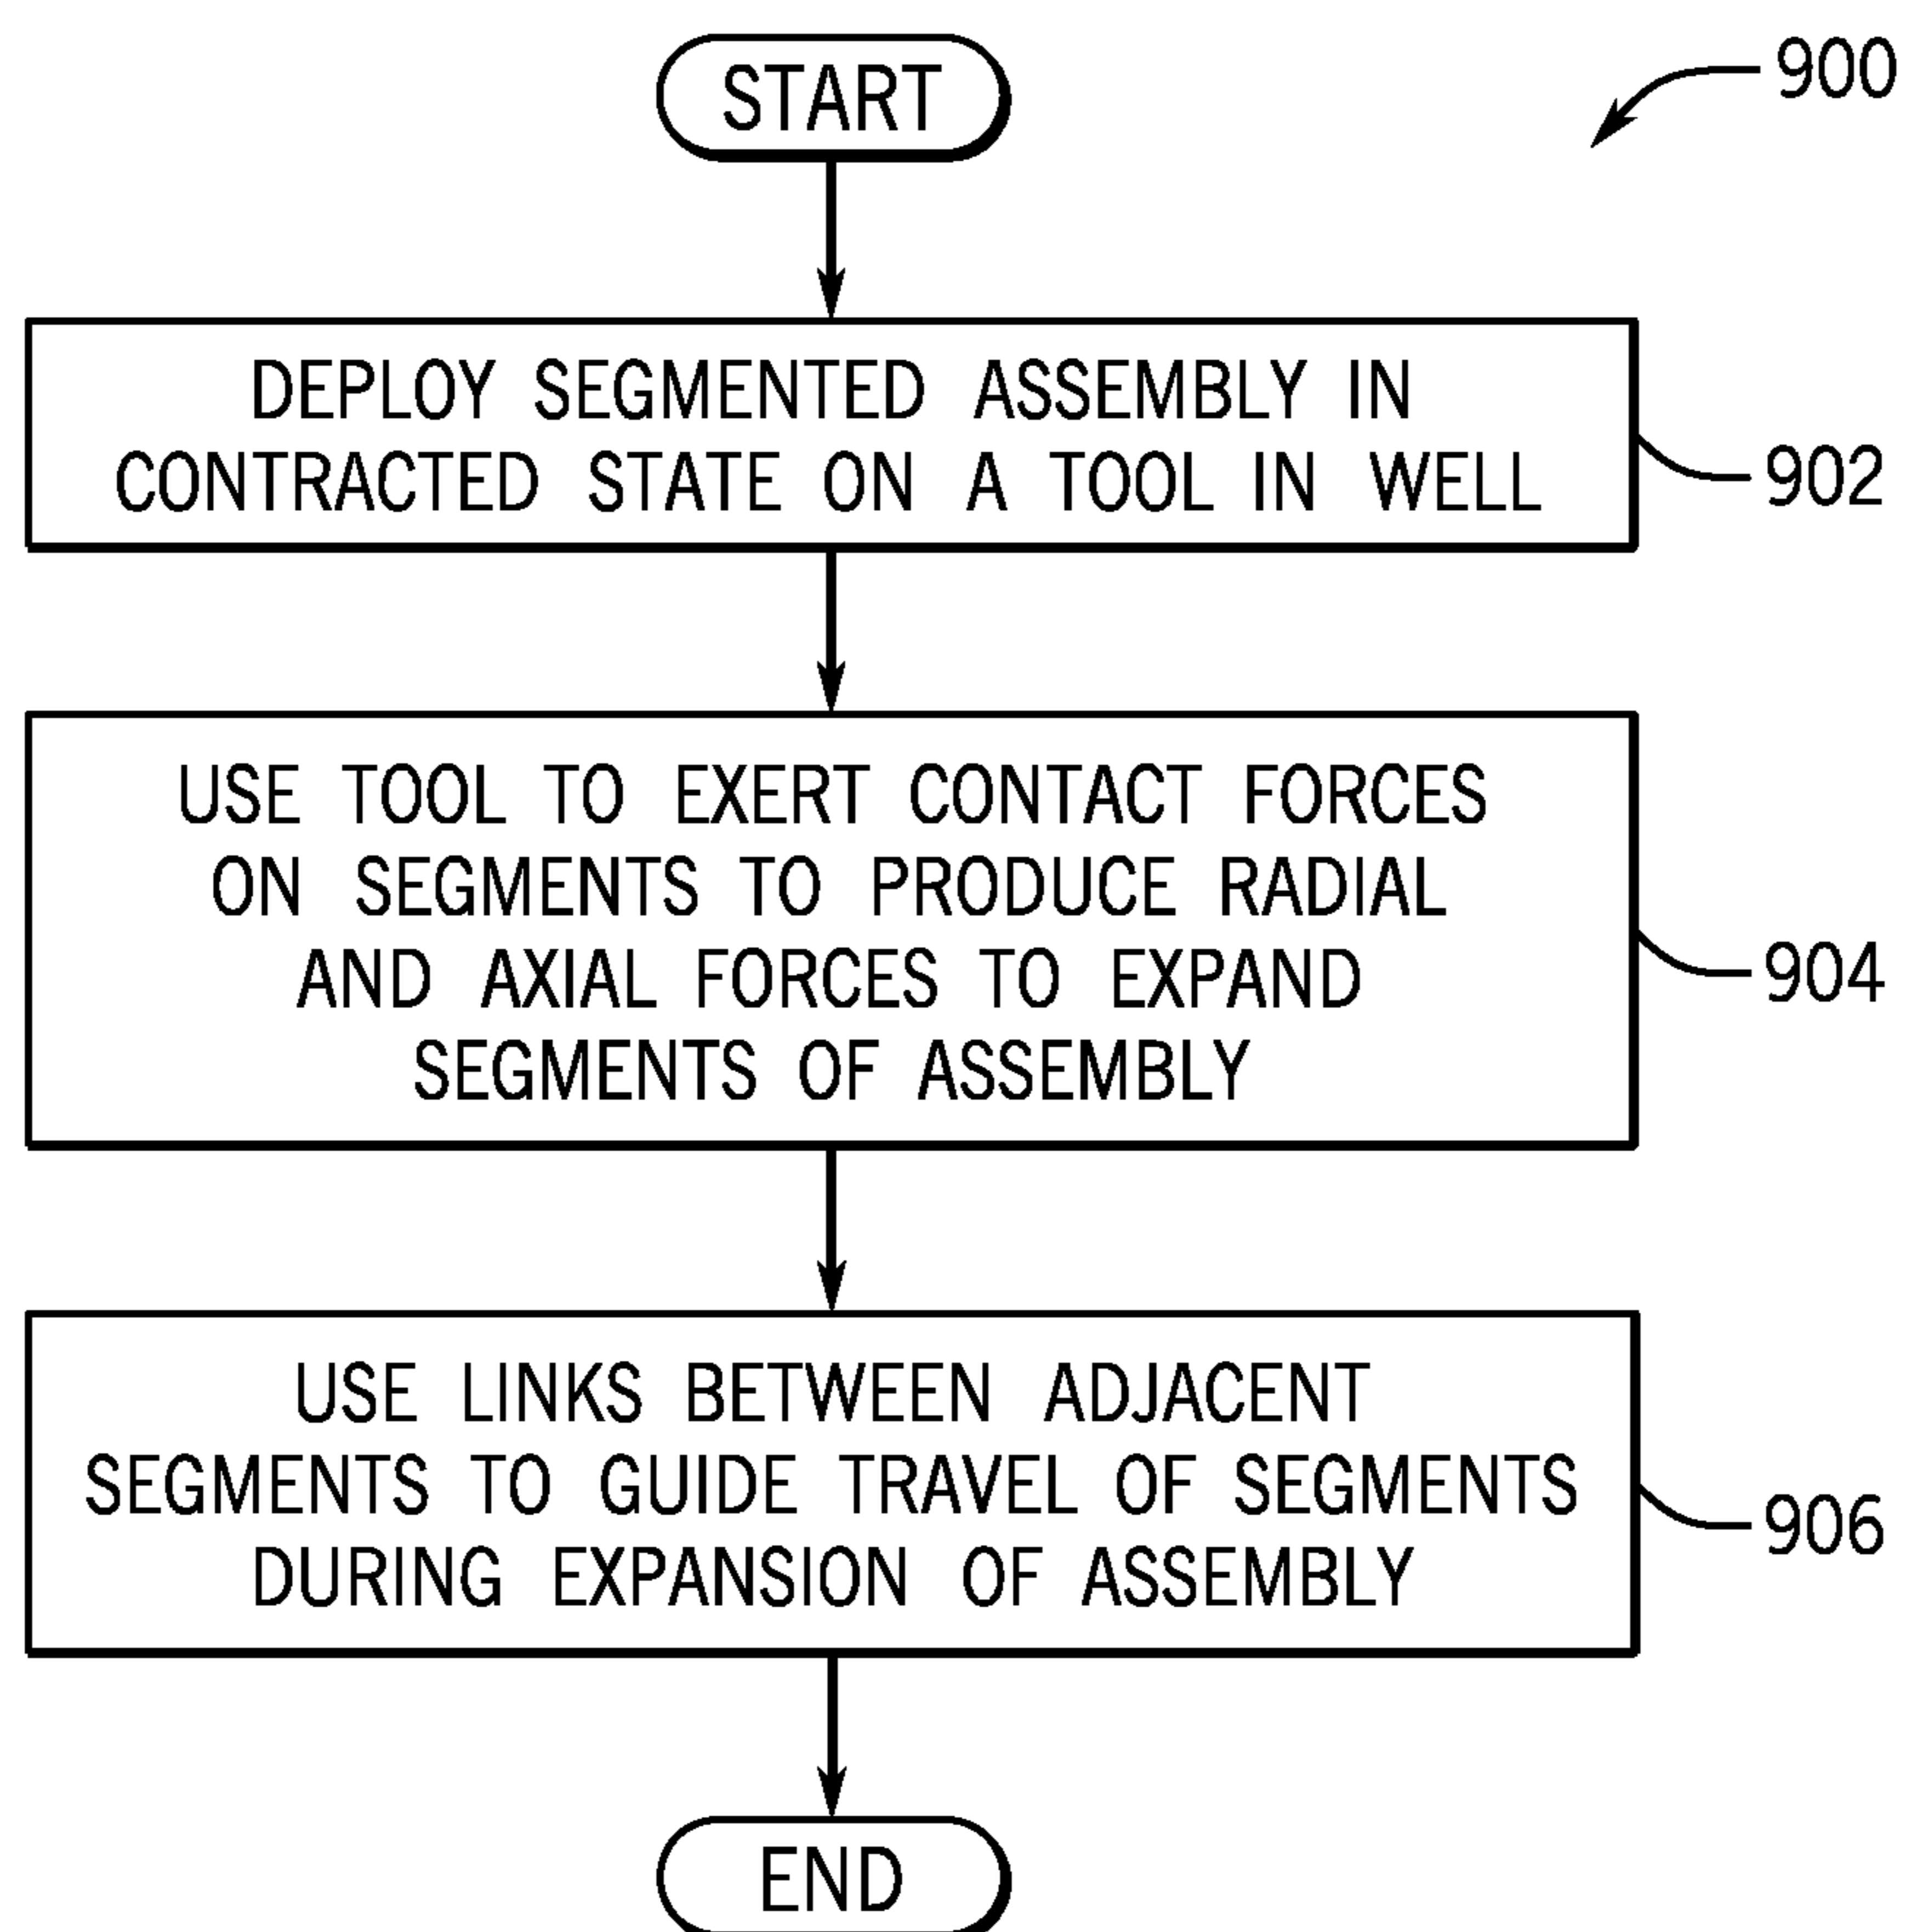 START
900
DEPLOY SEGMENTED ASSEMBLY IN
CONTRACTED STATE ON A TOOL IN WELL
902
USE TOOL TO EXERT CONTACT FORCES
ON SEGMENTS TO PRODUCE RADIAL
AND AXIAL FORCES TO EXPAND
SEGMENTS OF ASSEMBLY
904
USE LINKS BETWEEN ADJACENT
SEGMENTS TO GUIDE TRAVEL OF SEGMENTS
DURING EXPANSION OF ASSEMBLY
906
END